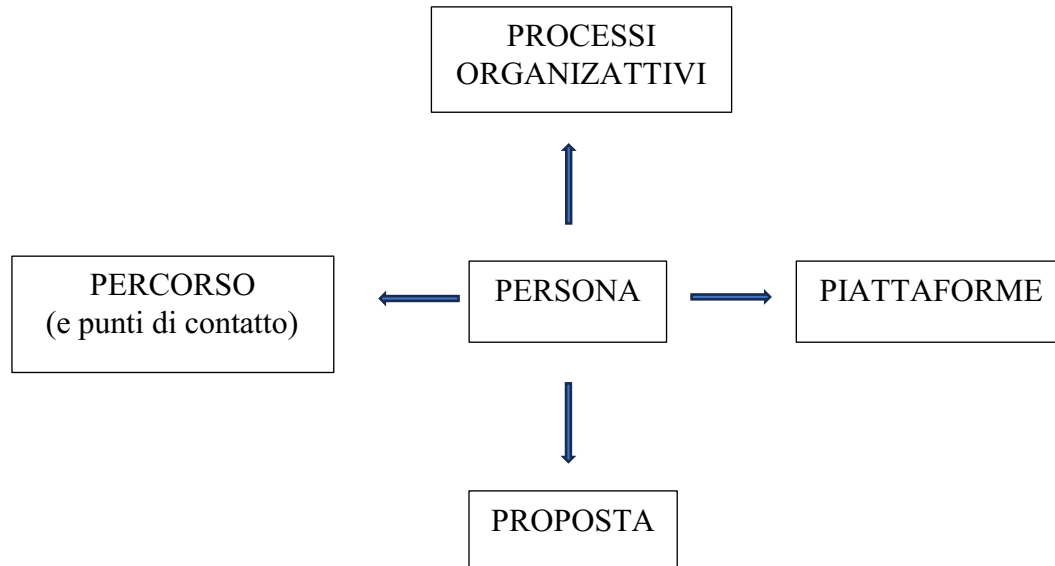 PROCESSI
ORGANIZATTIVI
PERCORSO
(e punti di contatto)
PERSONA
PIATTAFORME
PROPOSTA